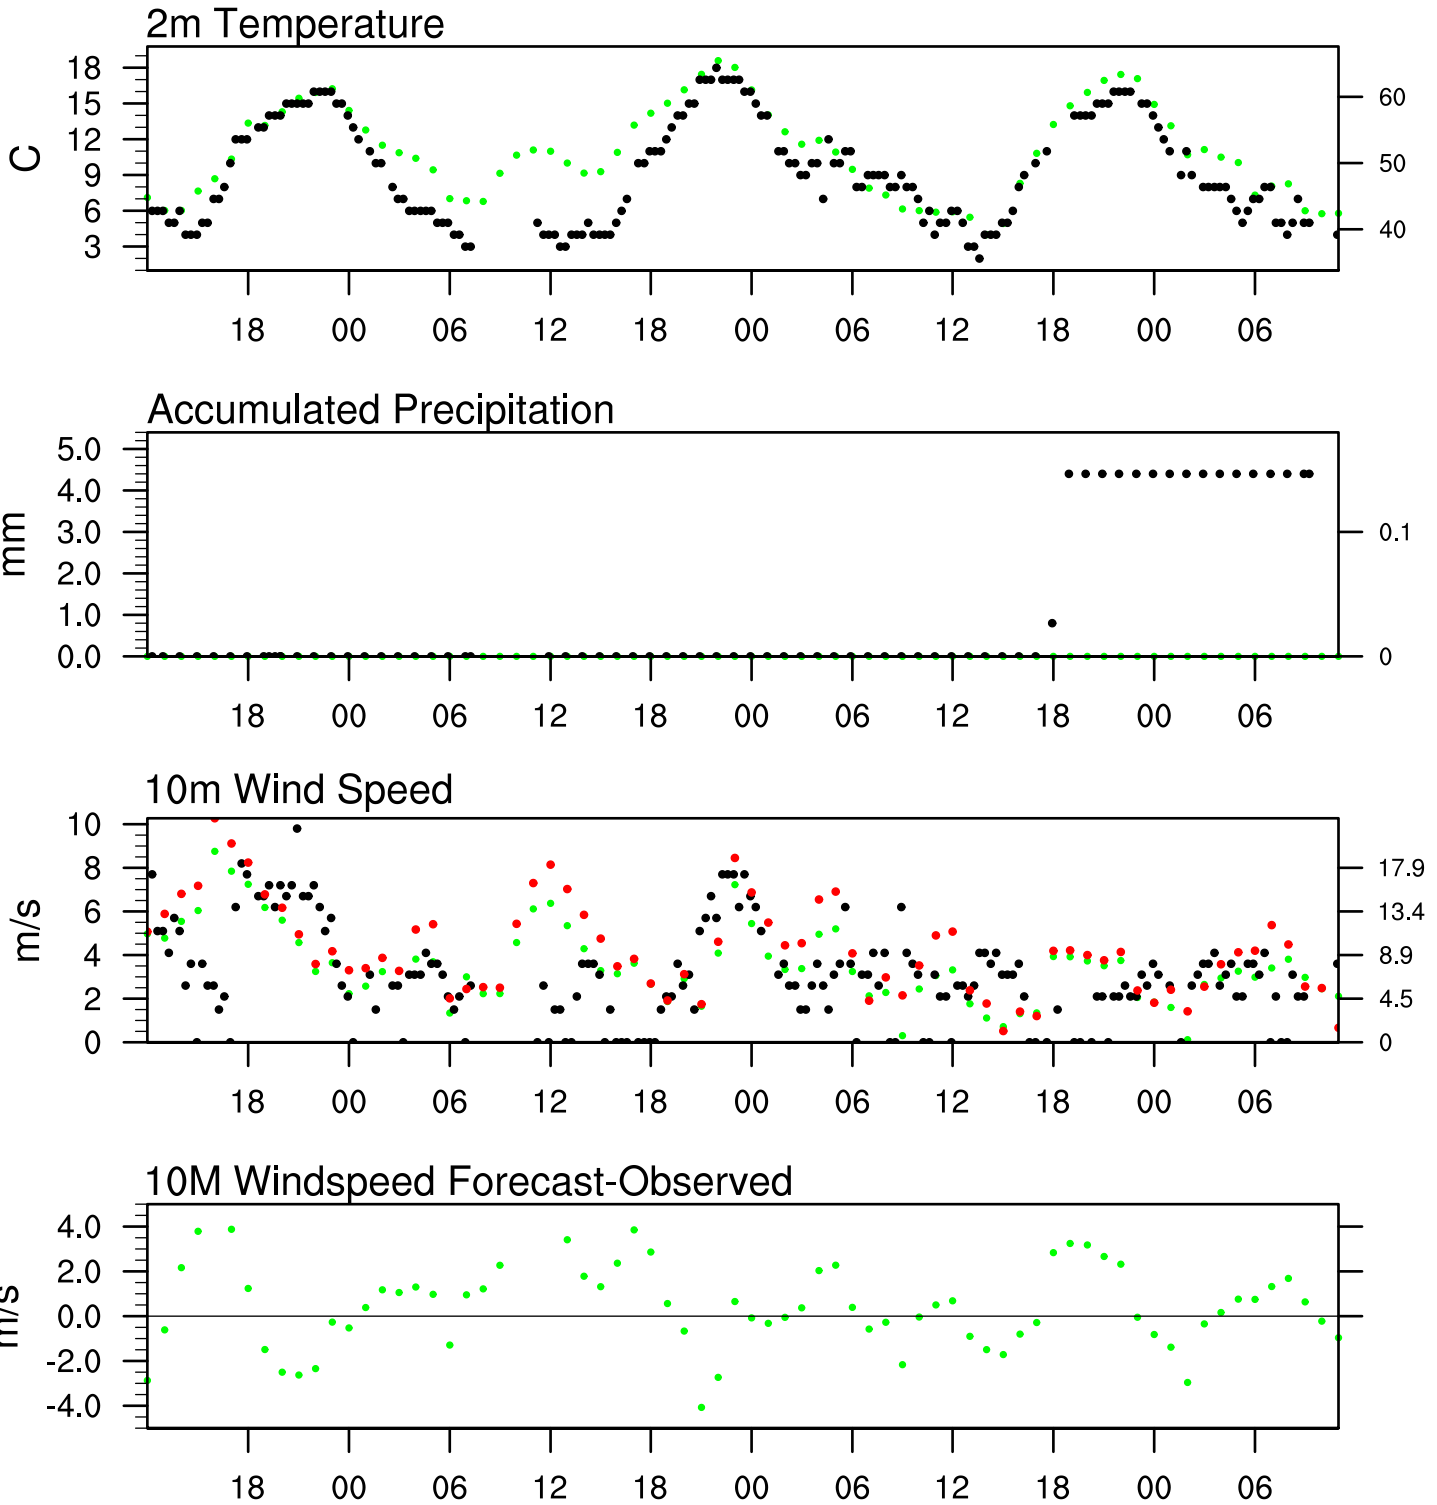 2m Temperature
18
15
12
9
6
3
C
60
50
40
18 00 06 12 18 00 06 12 18 00 06
Accumulated Precipitation
5.0
4.0
3.0
2.0
1.0
0.0
mm
0.1
0
18 00 06 12 18 00 06 12 18 00 06
10m Wind Speed
10
8
6
4
2
0
m/s
17.9
13.4
8.9
4.5
0
18 00 06 12 18 00 06 12 18 00 06
10M Windspeed Forecast-Observed
4.0
2.0
0.0
-2.0
-4.0
m/s
18 00 06 12 18 00 06 12 18 00 06